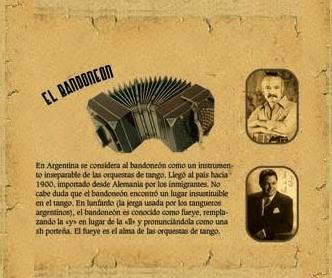 EL BANDONEON
En Argentina se considera al bandoneón como un instrumen-
to inseparable de las orquestas de tango. Llegó al país hacia
1900, importado desde Alemania por los inmigrantes. No
cabe duda que el bandoneón encontró un lugar insustituible
en el tango. En lunfardo (la jerga usada por los tangueros
argentinos), el bandoneón es conocido como fueye, rempla-
zando la «y» en lugar de la «ll» y pronunciándola como una
sh porteña. El fueye es el alma de las orquestas de tango.